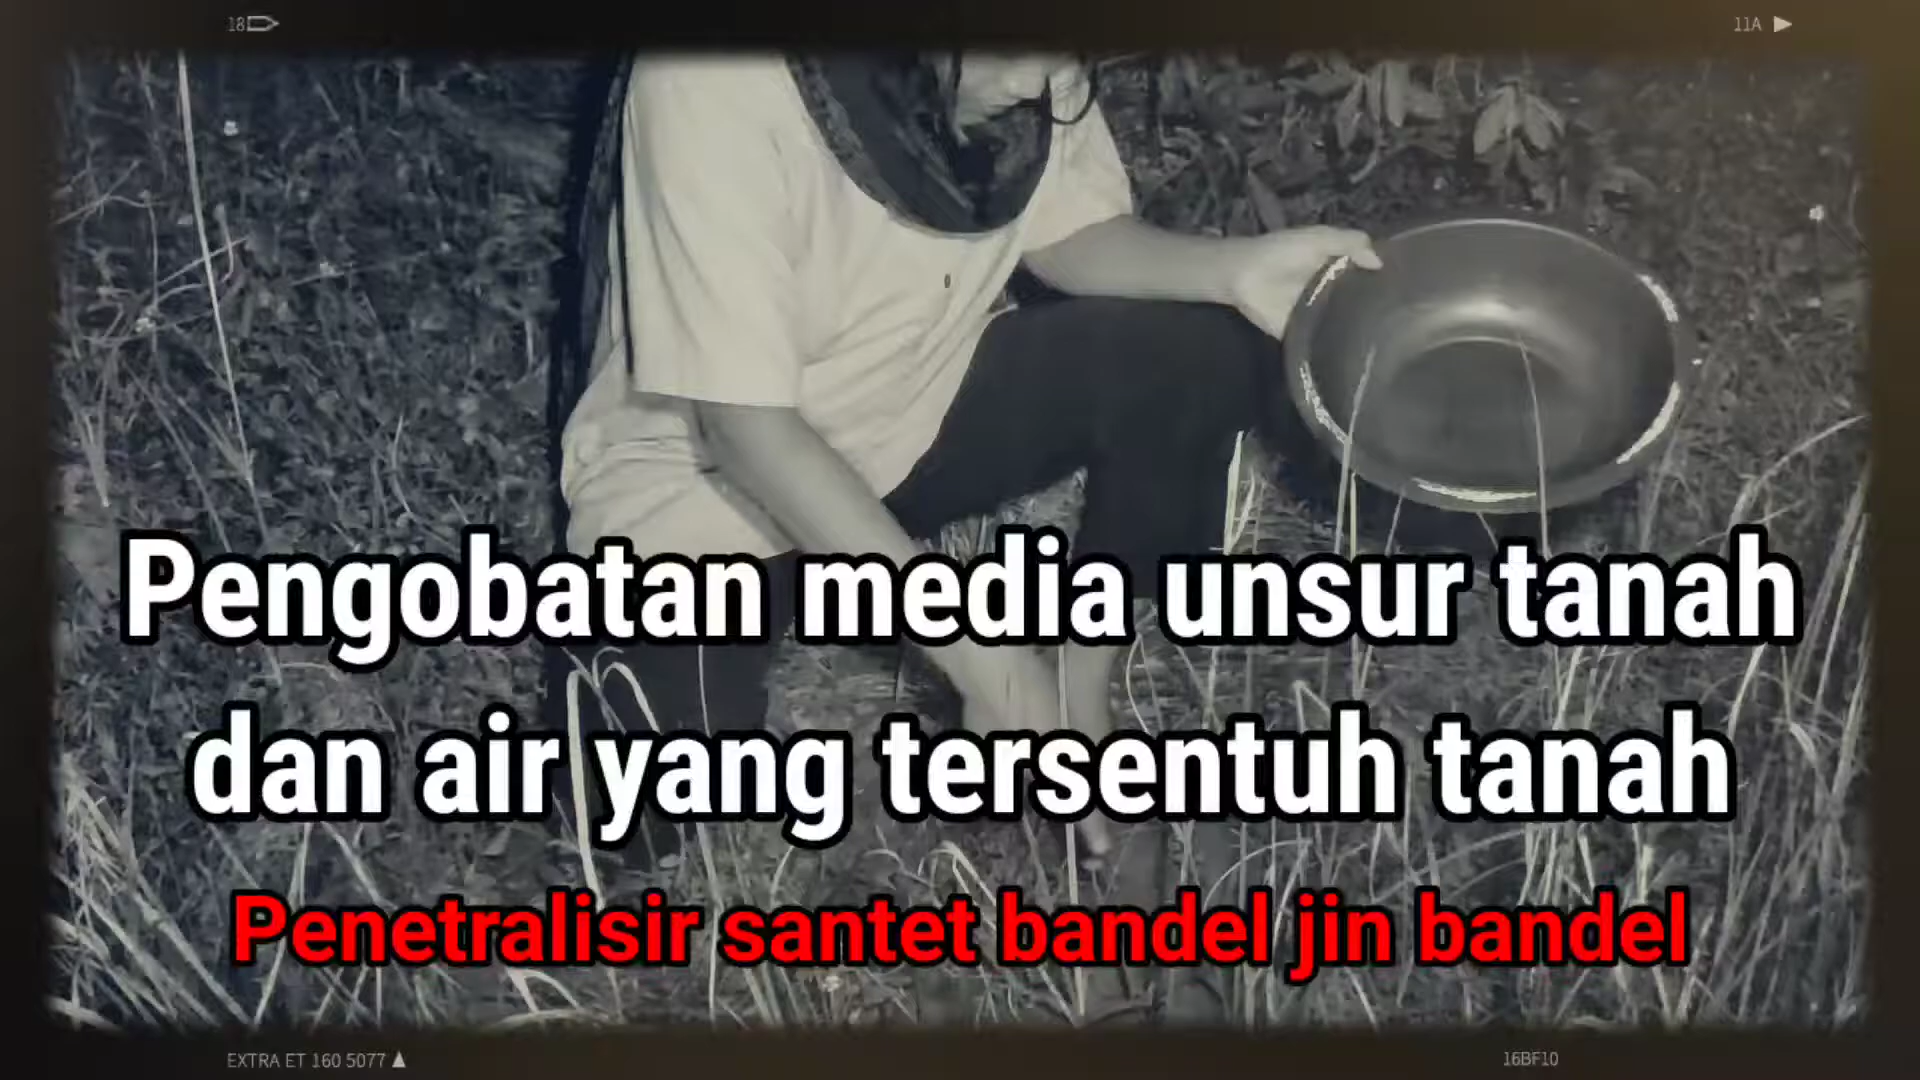 18
11A
Pengobatan media unsur tanah
dan air yang tersentuh tanah
Penetralisir santet bandel jin bandel
EXTRA ET 160 5077
16BF10